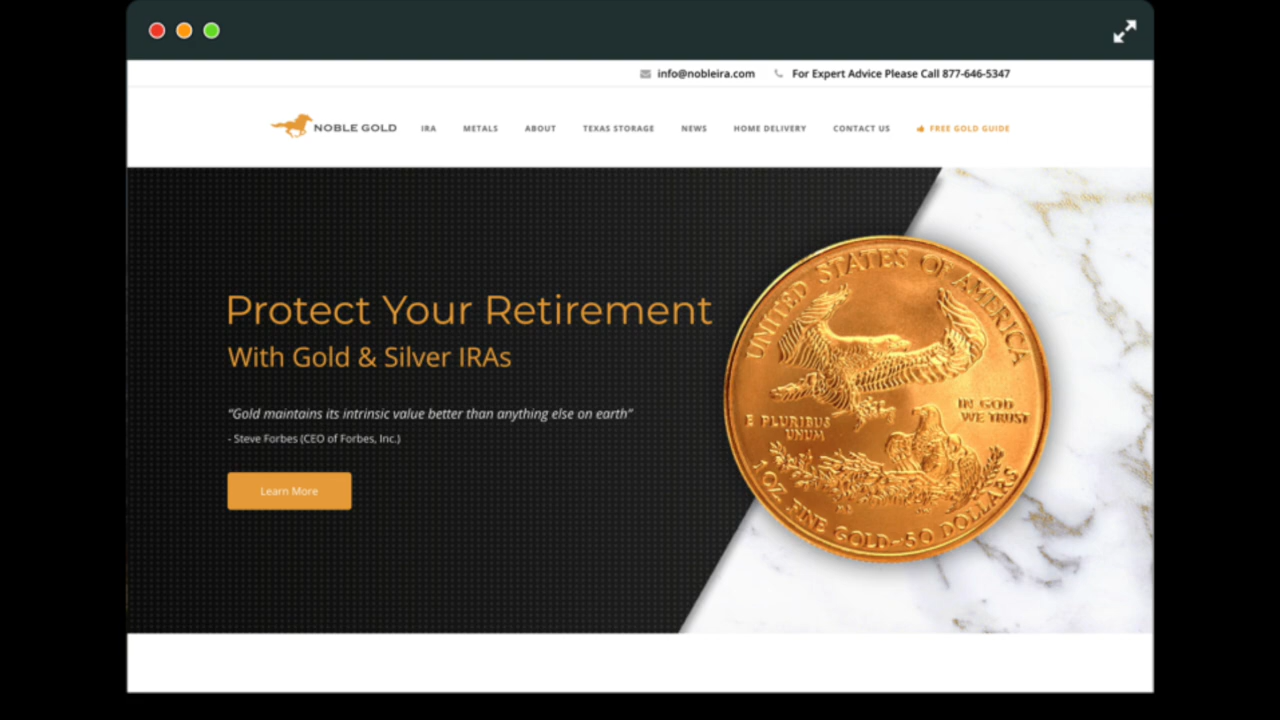 info@nobleira.com For Expert Advice Please Call 877-646-5347
NOBLE GOLD IRA METALS ABOUT TEXAS STORAGE NEWS HOME DELIVERY CONTACT US FREE GOLD GUIDE
Protect Your Retirement
With Gold & Silver IRAs
“Gold maintains its intrinsic value better than anything else on earth”
- Steve Forbes (CEO of Forbes, Inc.)
Learn More
UNITED STATES OF AMERICA
E PLURIBUS
UNUM
IN GOD
WE TRUST
1 OZ. FINE GOLD~50 DOLLARS